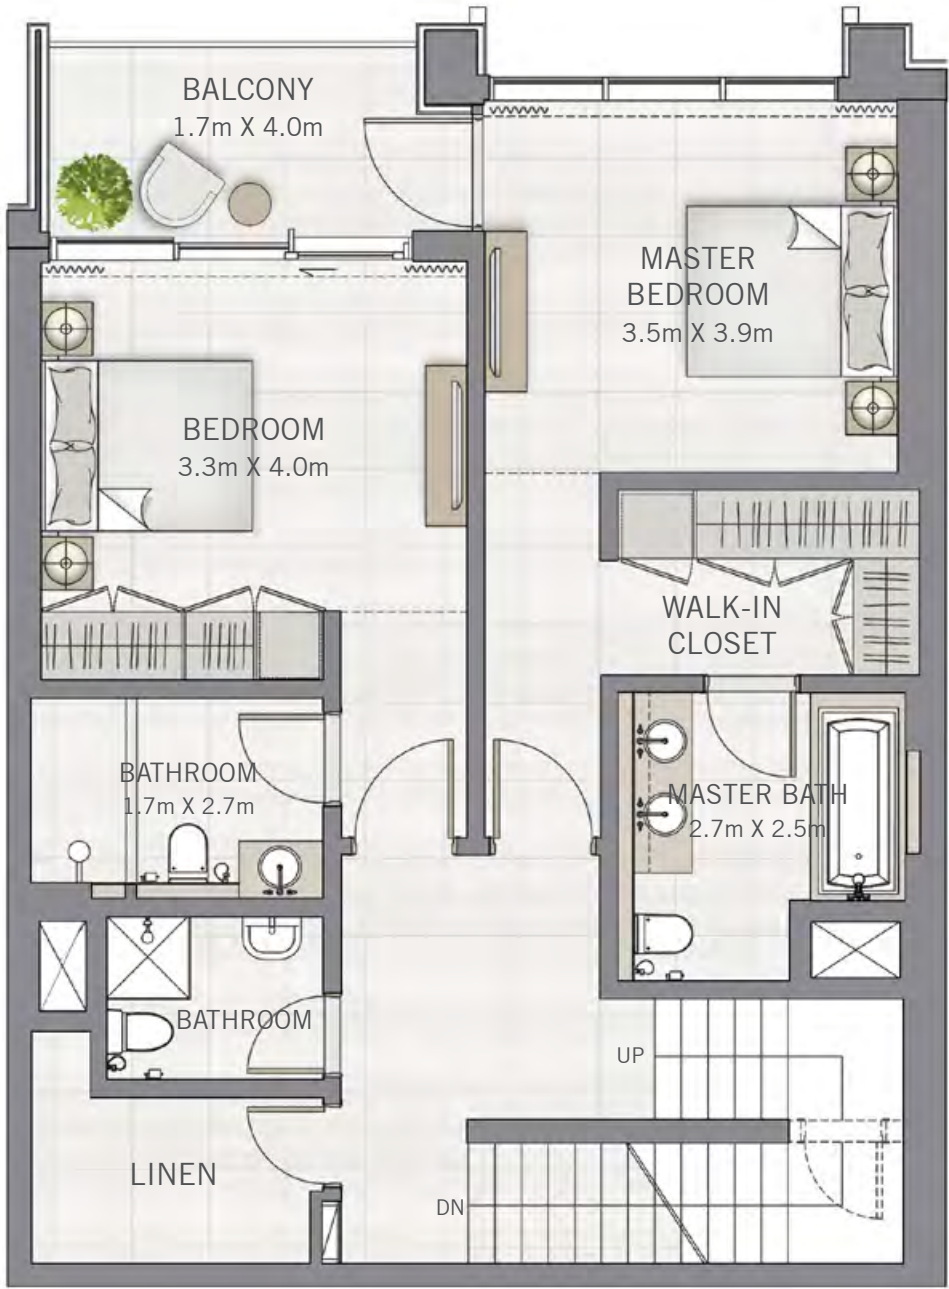 BALCONY
1.7m X 4.0m
MASTER
BEDROOM
3.5m X 3.9m
BEDROOM
3.3m X 4.0m
WALK-IN
CLOSET
BATHROOM
1.7m X 2.7m
MASTER BATH
2.7m X 2.5m
BATHROOM
UP
LINEN
DN